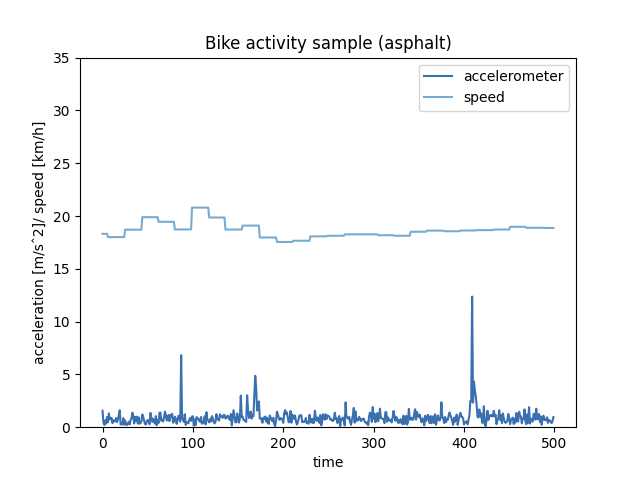 Bike activity sample (asphalt)
accelerometer
speed
35
30
25
20
15
10
5
0
acceleration [m/s^2]/ speed [km/h]
0 100 200 300 400 500
time